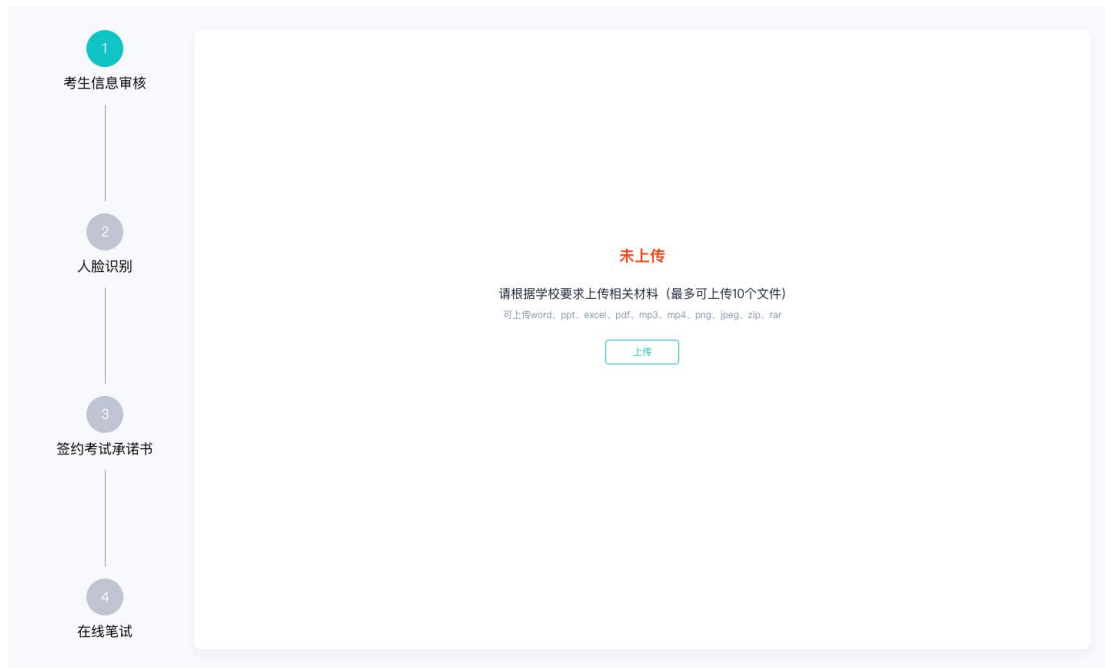 1
考生信息审核
2
人脸识别
3
签约考试承诺书
4
在线笔试
未上传
请根据学校要求上传相关材料（最多可上传10个文件）
可上传word、ppt、excel、pdf、mp3、mp4、png、jpeg、zip、rar
上传